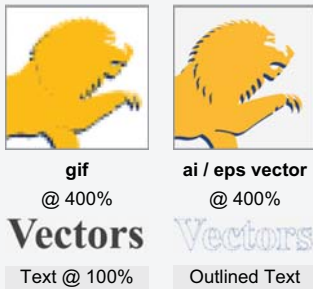 gif
ai / eps vector
@ 400%
@ 400%
Vectors
Vectors
Text @ 100%
Outlined Text